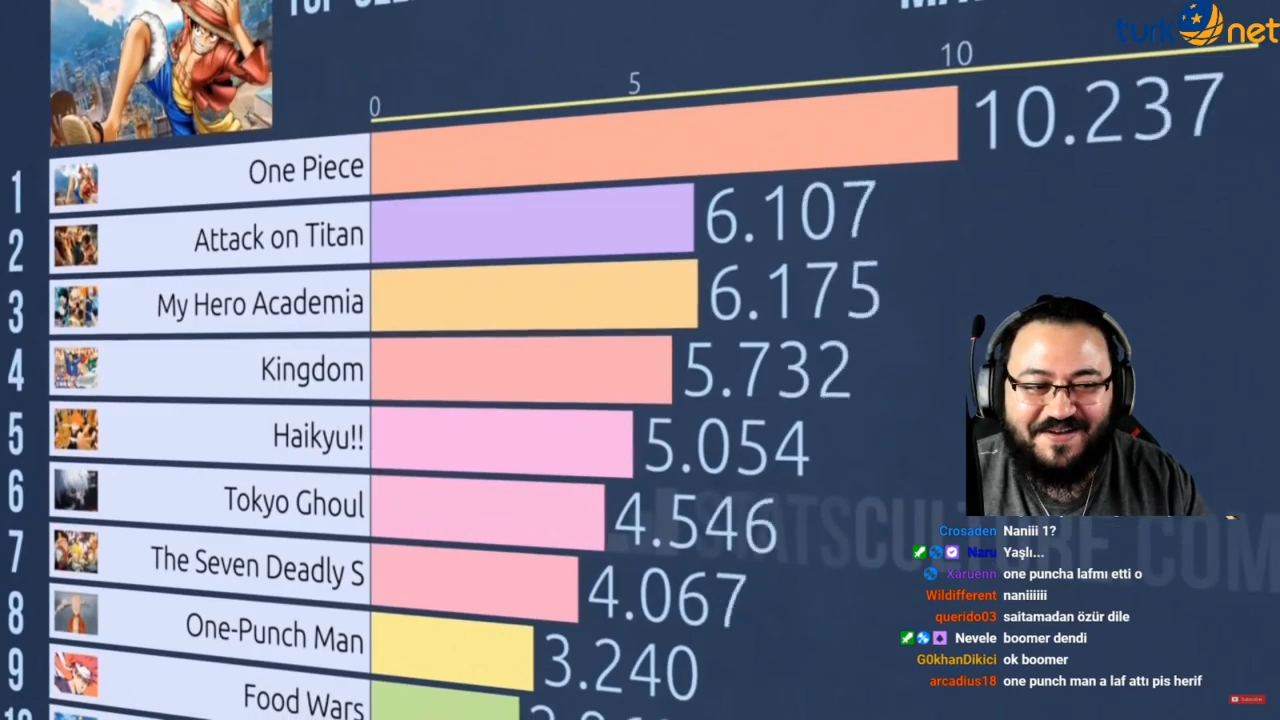 turk net
0
5
10
1
One Piece
10.237
2
Attack on Titan
6.107
3
My Hero Academia
6.175
4
Kingdom
5.732
5
Haikyu!!
5.054
6
Tokyo Ghoul
4.546
7
The Seven Deadly S
4.067
8
One-Punch Man
3.240
9
Food Wars
Crosaden Naniii 1?
Naru Yaşlı...
Xaruenn one puncha lafmı etti o
Wildifferent naniiiiii
querido03 saitamadan özür dile
Nevele boomer dendi
G0khanDikici ok boomer
arcadius18 one punch man a laf attı pis herif